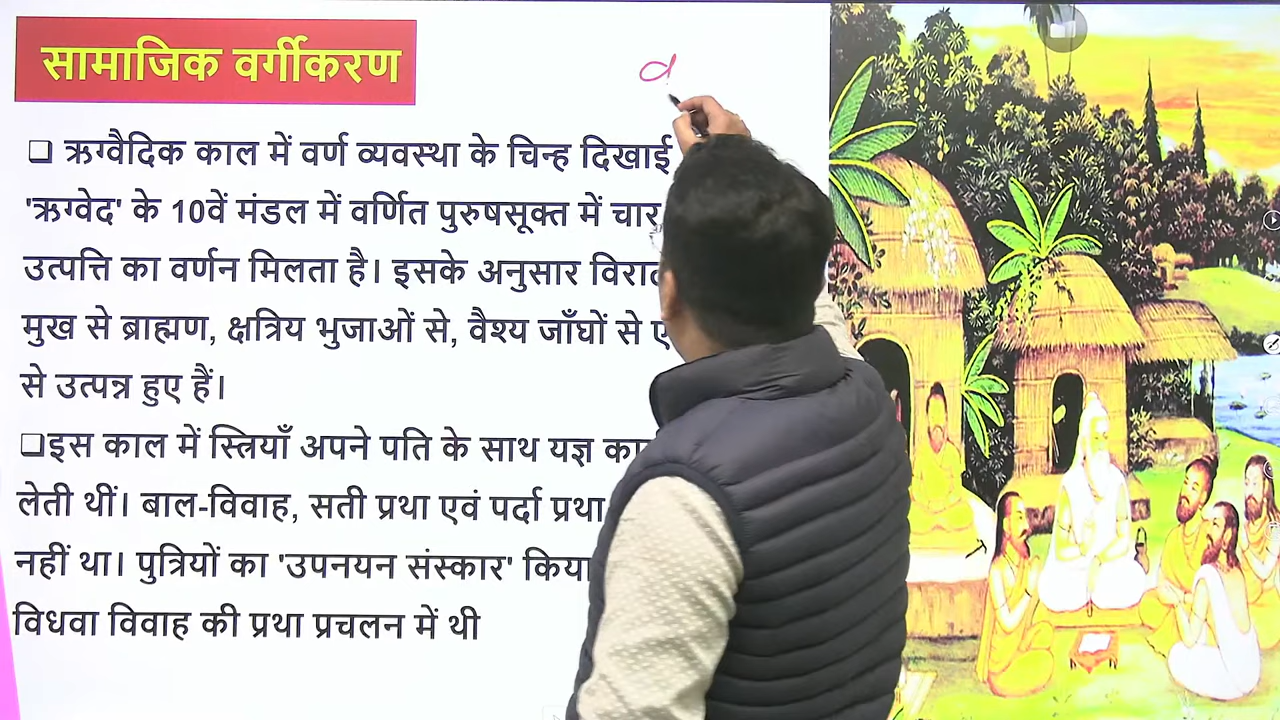 सामाजिक वर्गीकरण
❑ ऋग्वैदिक काल में वर्ण व्यवस्था के चिन्ह दिखाई
'ऋग्वेद' के 10वें मंडल में वर्णित पुरुषसूक्त में चार
उत्पत्ति का वर्णन मिलता है। इसके अनुसार
मुख से ब्राह्मण, क्षत्रिय भुजाओं से, वैश्य जाँघों से
से उत्पन्न हुए हैं।
❑इस काल में स्त्रियाँ अपने पति के साथ यज्ञ
लेती थीं। बाल-विवाह, सती प्रथा एवं पर्दा प्रथा
नहीं था। पुत्रियों का 'उपनयन संस्कार' किया
विधवा विवाह की प्रथा प्रचलन में थी